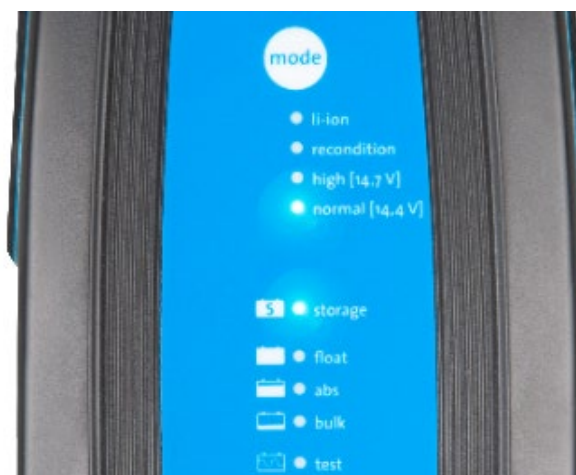 mode
li-ion
recondition
high [14,7 V]
normal [14,4 V]
S storage
float
abs
bulk
test